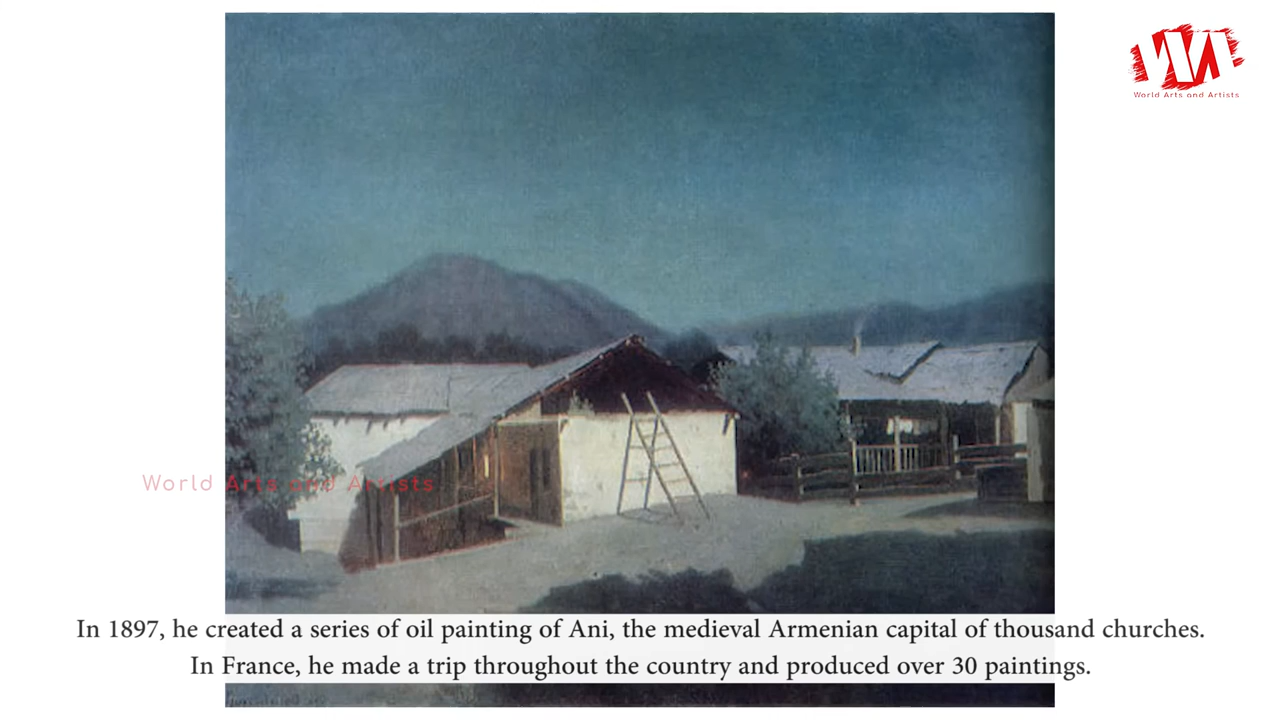 World Arts and Artists
World Arts and Artists
In 1897, he created a series of oil painting of Ani, the medieval Armenian capital of thousand churches.
In France, he made a trip throughout the country and produced over 30 paintings.